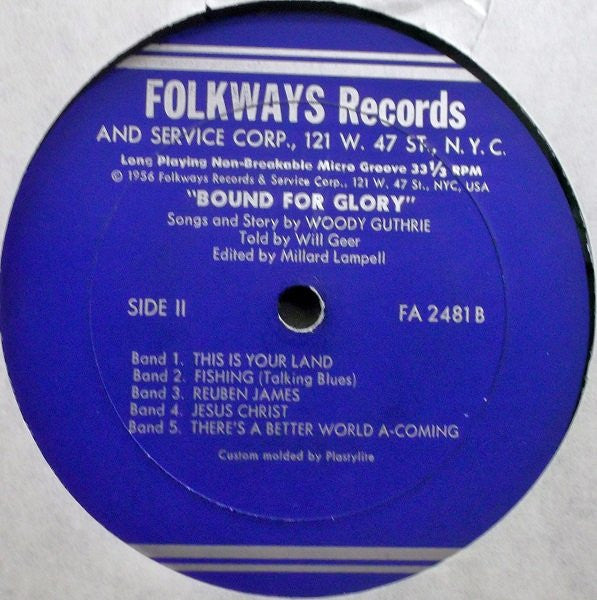 FOLKWAYS Records
AND SERVICE CORP., 121 W. 47 ST., N.Y.C.
Long Playing Non-Breakable Micro Groove 33 1/3 RPM
© 1956 Folkways Records & Service Corp., 121 W. 47 St., NYC, USA
"BOUND FOR GLORY"
Songs and Story by WOODY GUTHRIE
Told by Will Geer
Edited by Millard Lampell
SIDE II FA 2481 B
Band 1. THIS IS YOUR LAND
Band 2. FISHING (Talking Blues)
Band 3. REUBEN JAMES
Band 4. JESUS CHRIST
Band 5. THERE'S A BETTER WORLD A-COMING
Custom molded by Plastylite